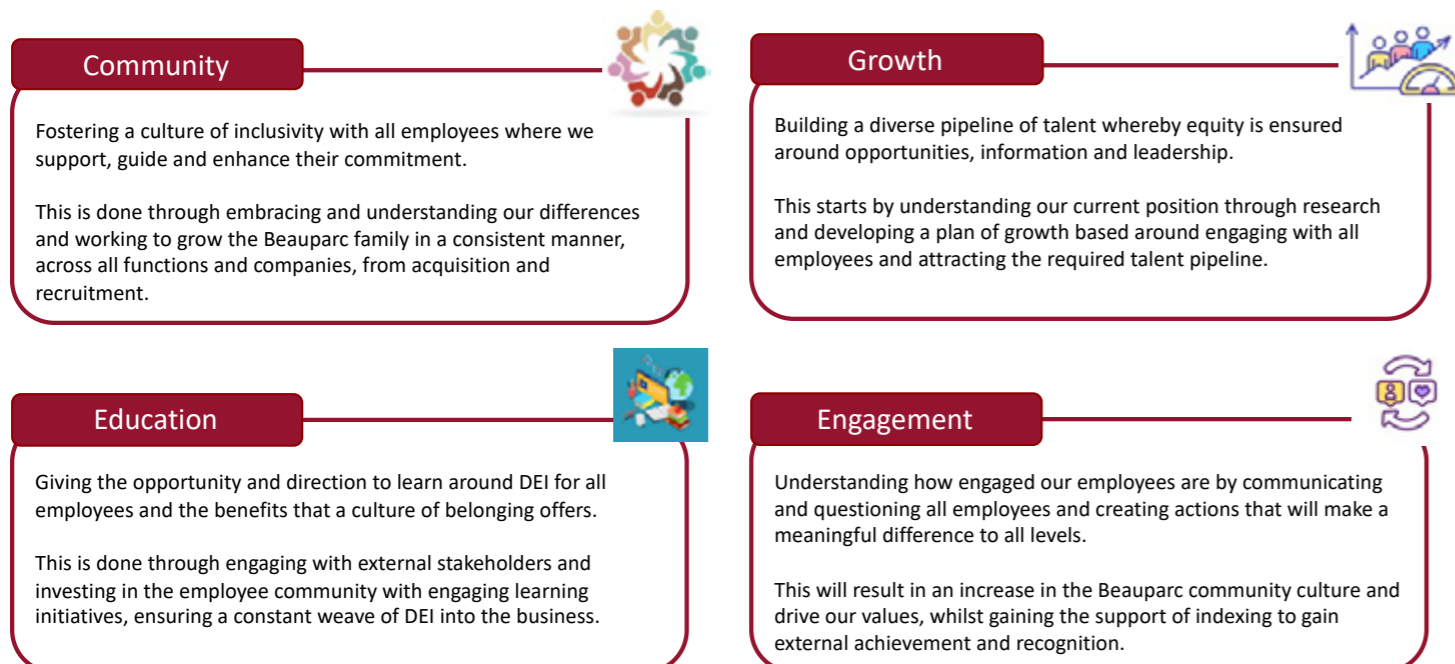 Community
Fostering a culture of inclusivity with all employees where we
support, guide and enhance their commitment.
This is done through embracing and understanding our differences
and working to grow the Beauparc family in a consistent manner,
across all functions and companies, from acquisition and
recruitment.
Growth
Building a diverse pipeline of talent whereby equity is ensured
around opportunities, information and leadership.
This starts by understanding our current position through research
and developing a plan of growth based around engaging with all
employees and attracting the required talent pipeline.
Education
Giving the opportunity and direction to learn around DEI for all
employees and the benefits that a culture of belonging offers.
This is done through engaging with external stakeholders and
investing in the employee community with engaging learning
initiatives, ensuring a constant weave of DEI into the business.
Engagement
Understanding how engaged our employees are by communicating
and questioning all employees and creating actions that will make a
meaningful difference to all levels.
This will result in an increase in the Beauparc community culture and
drive our values, whilst gaining the support of indexing to gain
external achievement and recognition.